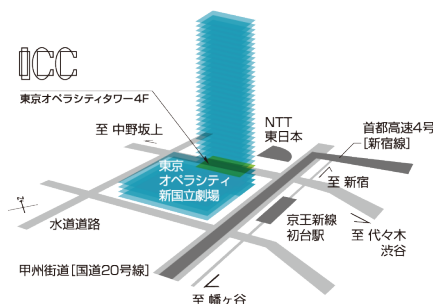 ICC
東京オペラシティタワー4F
NTT
東日本
首都高速4号
[新宿線]
至 中野坂上
東京
オペラシティ
新国立劇場
至 新宿
水道道路
京王新線
初台駅
至 代々木
渋谷
甲州街道[国道20号線]
至 幡ヶ谷